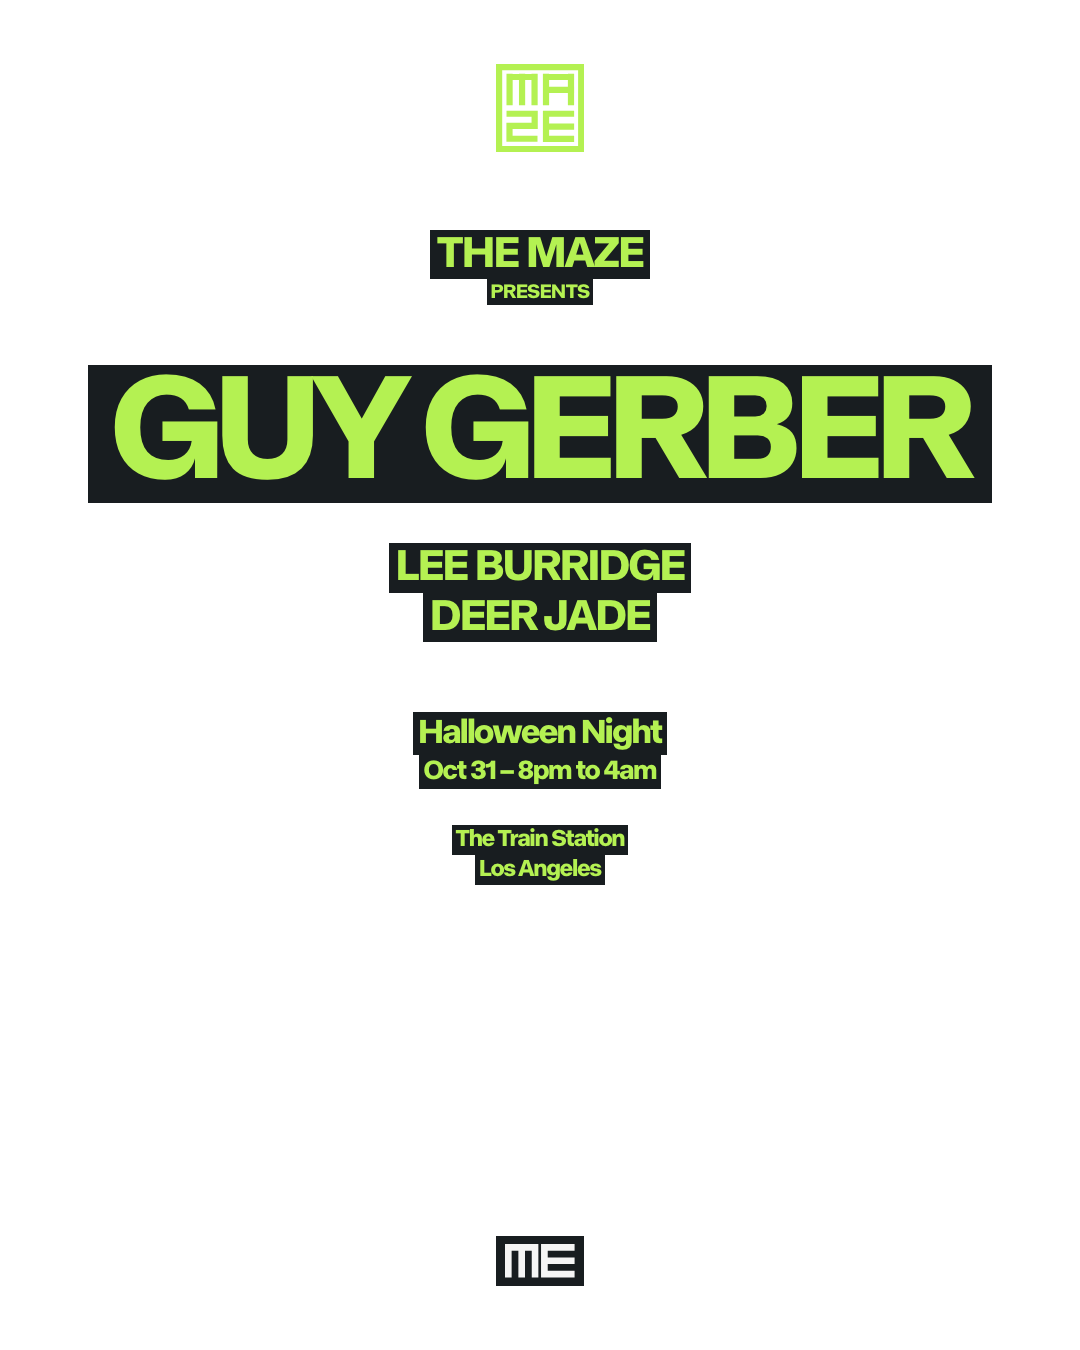 MA
ZE
THE MAZE
PRESENTS
GUY GERBER
LEE BURRIDGE
DEER JADE
Halloween Night
Oct 31 – 8pm to 4am
The Train Station
Los Angeles
ME